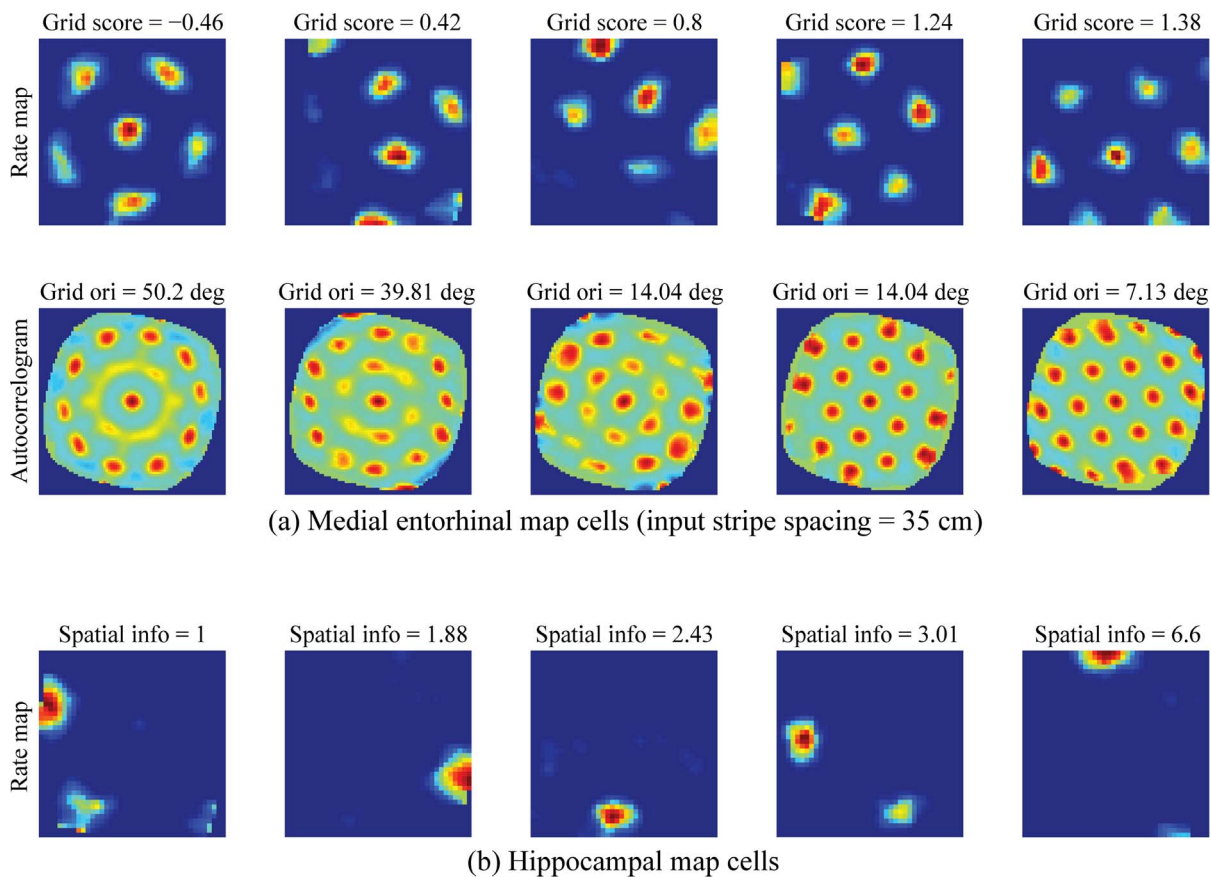 Grid score = −0.46
Grid score = 0.42
Grid score = 0.8
Grid score = 1.24
Grid score = 1.38
Rate map
Grid ori = 50.2 deg
Grid ori = 39.81 deg
Grid ori = 14.04 deg
Grid ori = 14.04 deg
Grid ori = 7.13 deg
Autocorrelogram
(a) Medial entorhinal map cells (input stripe spacing = 35 cm)
Spatial info = 1
Spatial info = 1.88
Spatial info = 2.43
Spatial info = 3.01
Spatial info = 6.6
Rate map
(b) Hippocampal map cells